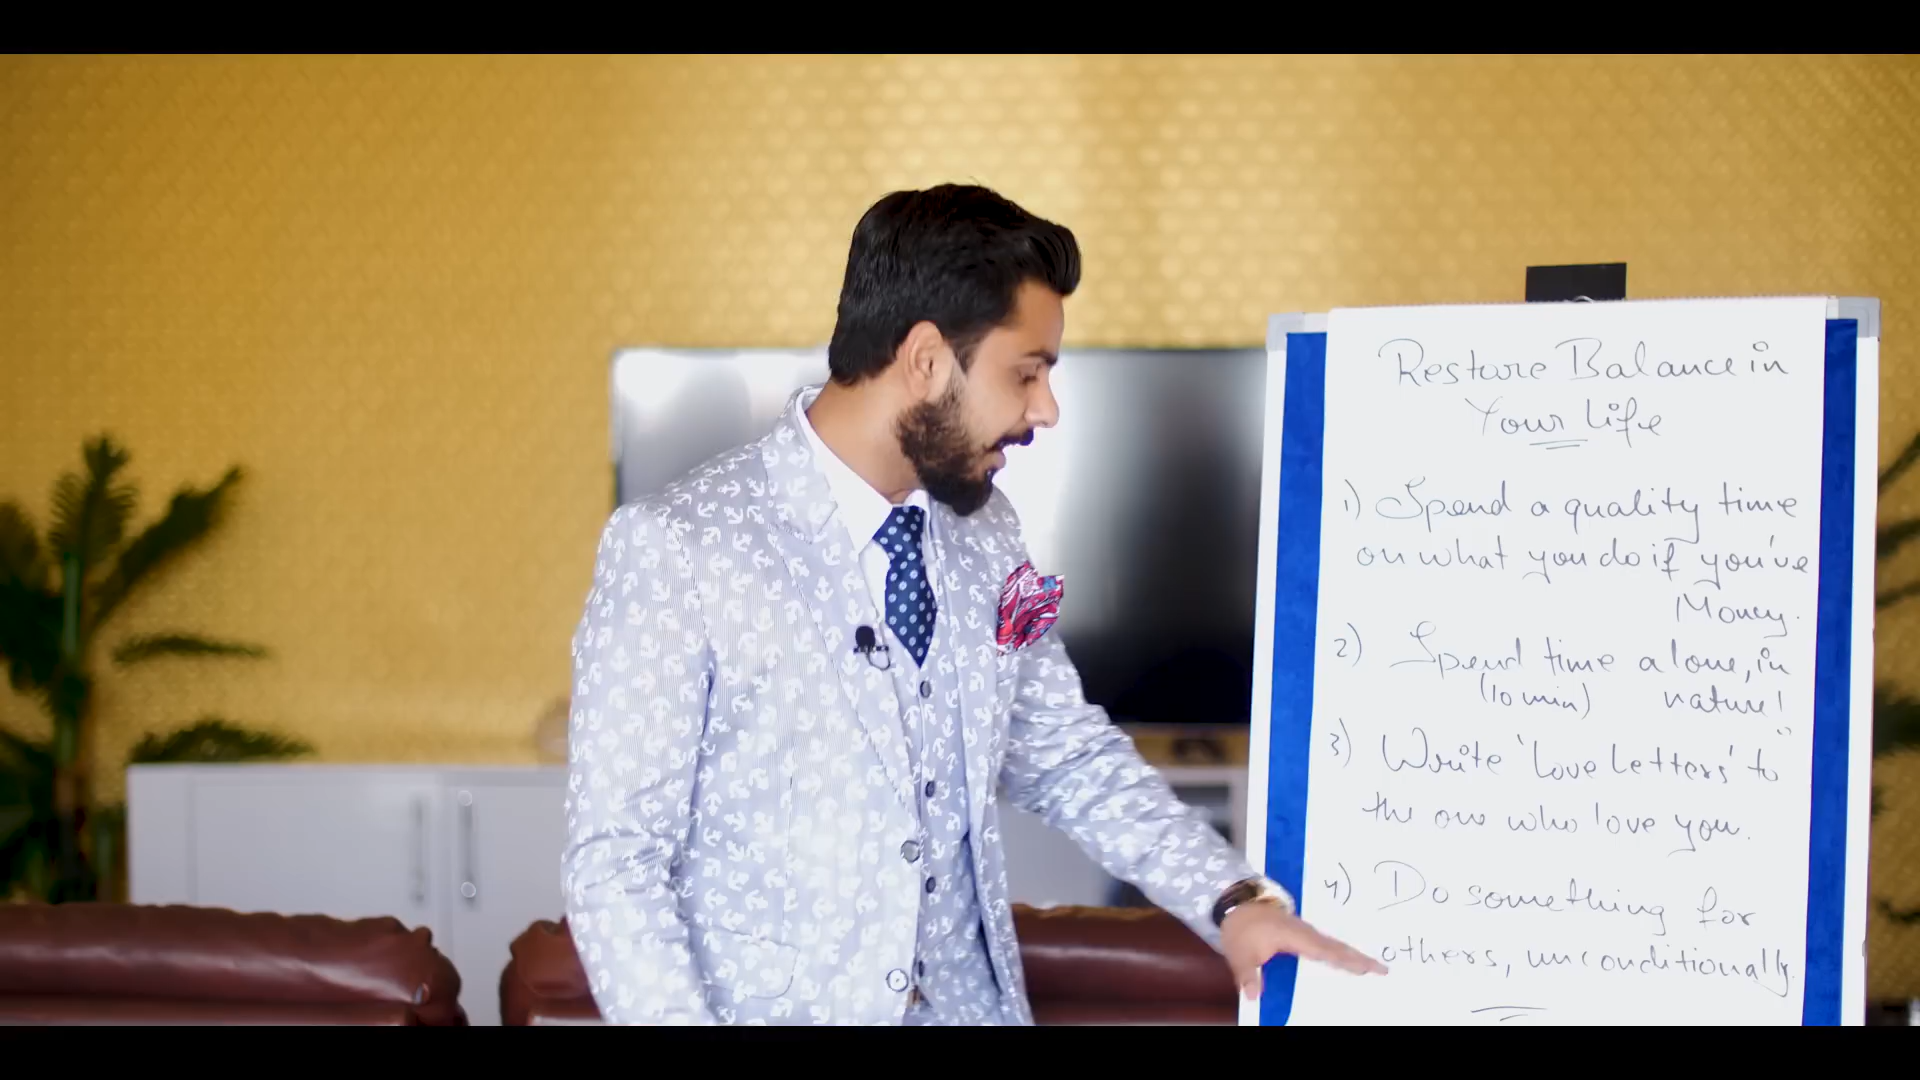 Restore Balance in
Your Life
1) Spend a quality time
on what you do if you've
Money.
2) Spend time alone, in
(10 min) nature!
3) Write 'Love Letters' to
the one who love you.
4) Do something for
others, unconditionally.